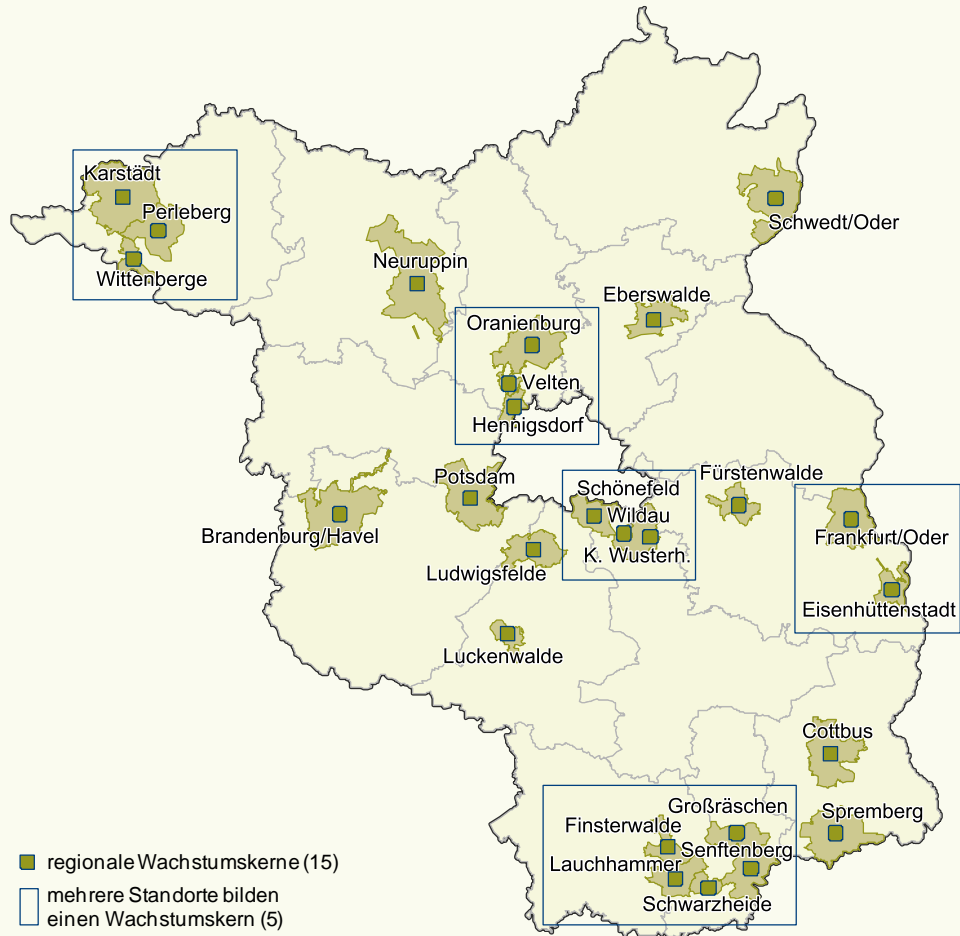 Karstädt
Perleberg
Wittenberge
Schwedt/Oder
Neuruppin
Eberswalde
Oranienburg
Velten
Hennigsdorf
Potsdam
Schönefeld
Fürstenwalde
Wildau
Brandenburg/Havel
Frankfurt/Oder
K. Wusterh.
Ludwigsfelde
Eisenhüttenstadt
Luckenwalde
Cottbus
Großräschen
Spremberg
Finsterwalde
Senftenberg
Lauchhammer
Schwarzheide
regionale Wachstumskerne (15)
mehrere Standorte bilden
einen Wachstumskern (5)